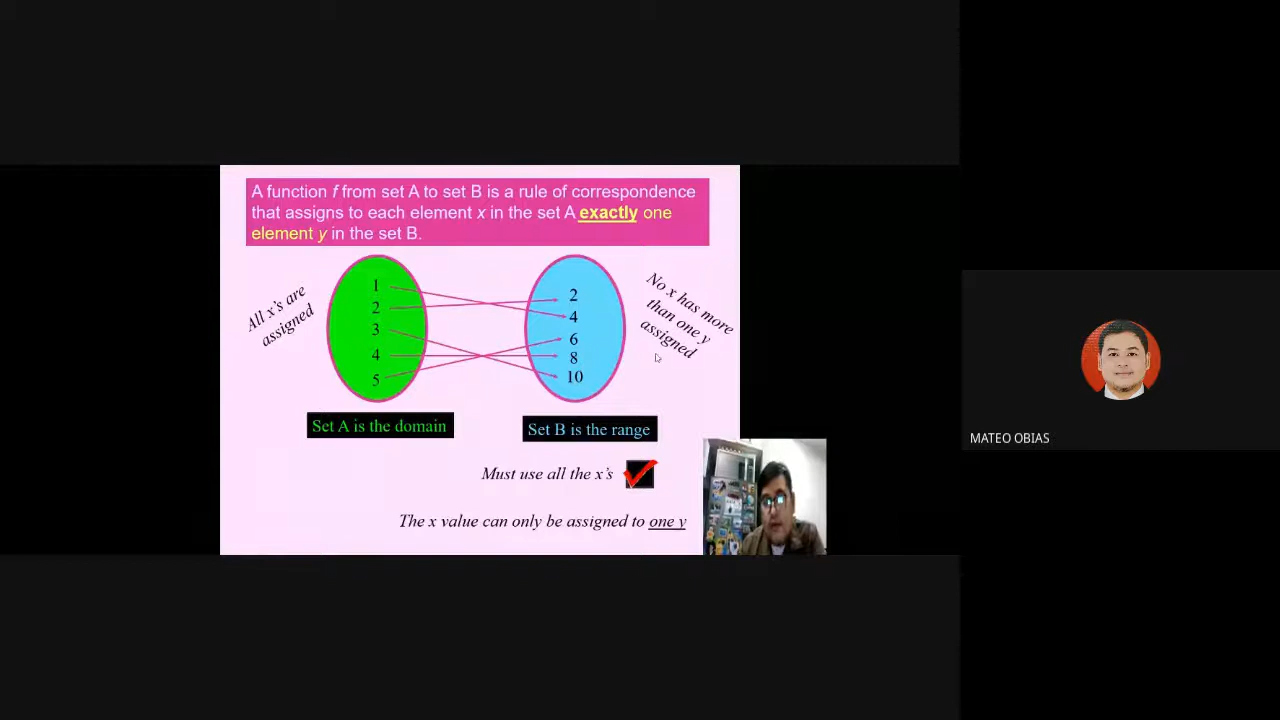 A function f from set A to set B is a rule of correspondence
that assigns to each element x in the set A exactly one
element y in the set B.
All x's are
assigned
1
2
3
4
5
2
4
6
8
10
No x has more
than one y
assigned
Set A is the domain
Set B is the range
Must use all the x's
The x value can only be assigned to one y
MATEO OBIAS